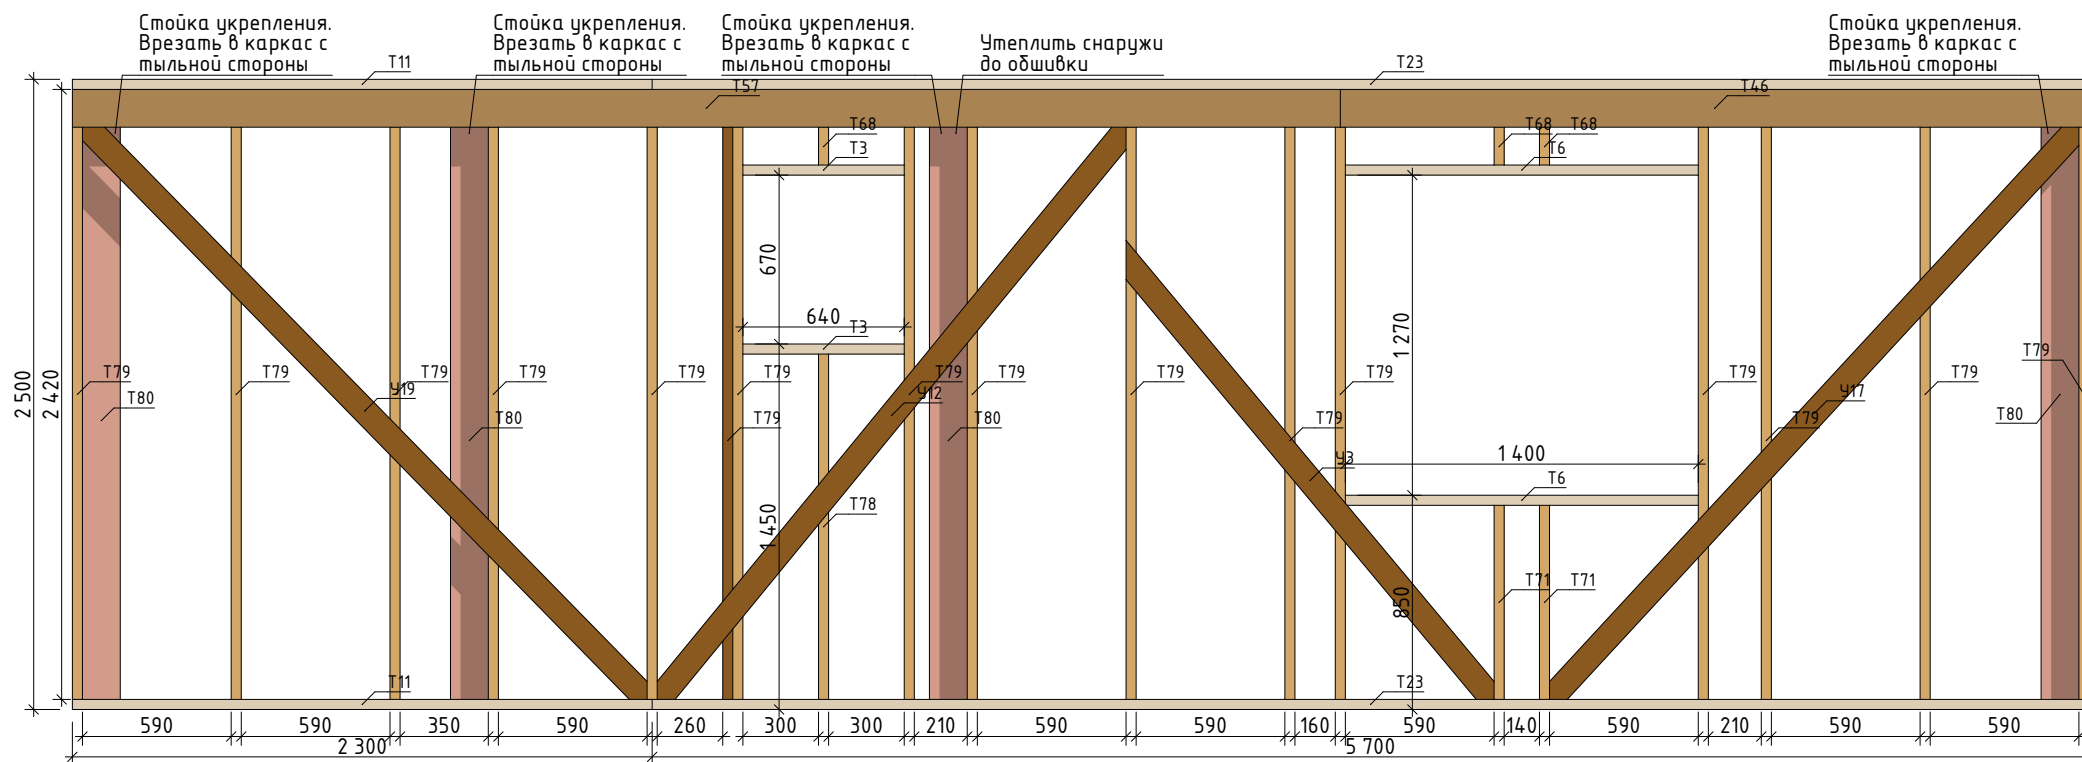 Стойка укрепления.
Врезать в каркас с
тыльной стороны
Стойка укрепления.
Врезать в каркас с
тыльной стороны
Стойка укрепления.
Врезать в каркас с
тыльной стороны
Утеплить снаружи
до обшивки
Стойка укрепления.
Врезать в каркас с
тыльной стороны
Т11
Т23
Т57
Т46
Т68
Т68
Т68
Т3
Т6
670
640
Т3
1 270
2 500
2 420
Т79
Т79
Т79
Т79
Т79
Т79
Т79
Т79
Т79
Т79
Т79
Т79
Т79
Т80
У19
У12
У17
Т80
Т79
Т80
Т79
Т79
Т80
У3
1 400
Т6
1 450
Т78
850
Т71
Т71
Т11
Т23
590
590
350
590
260
300
300
210
590
590
160
590
140
590
210
590
590
2 300
5 700